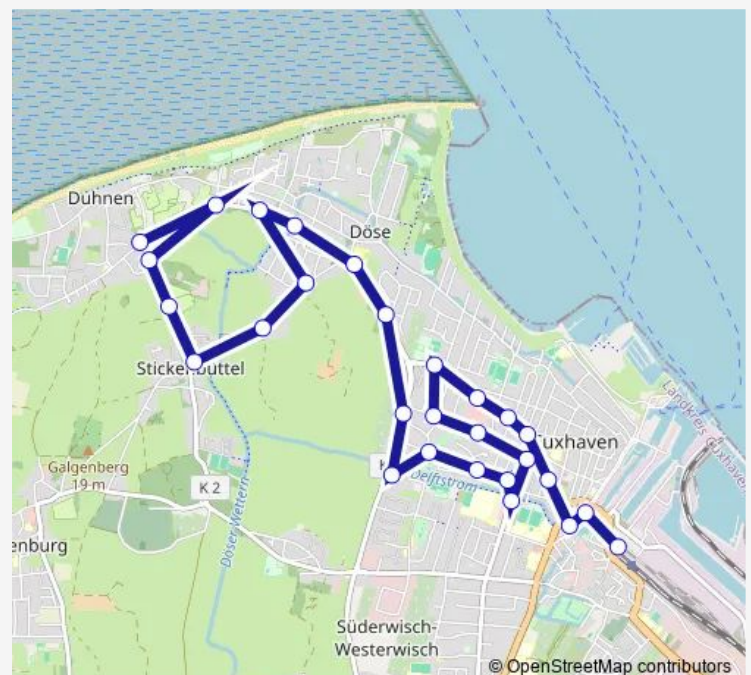 Duhnen
Döse
Stickenbüttel
Galgenberg
19 m
K 2
Döser Wettern
enburg
Cuxhaven
Delftstrom
Landkreis Cuxhaven
Süderwisch-
Westerwisch
© OpenStreetMap contributors